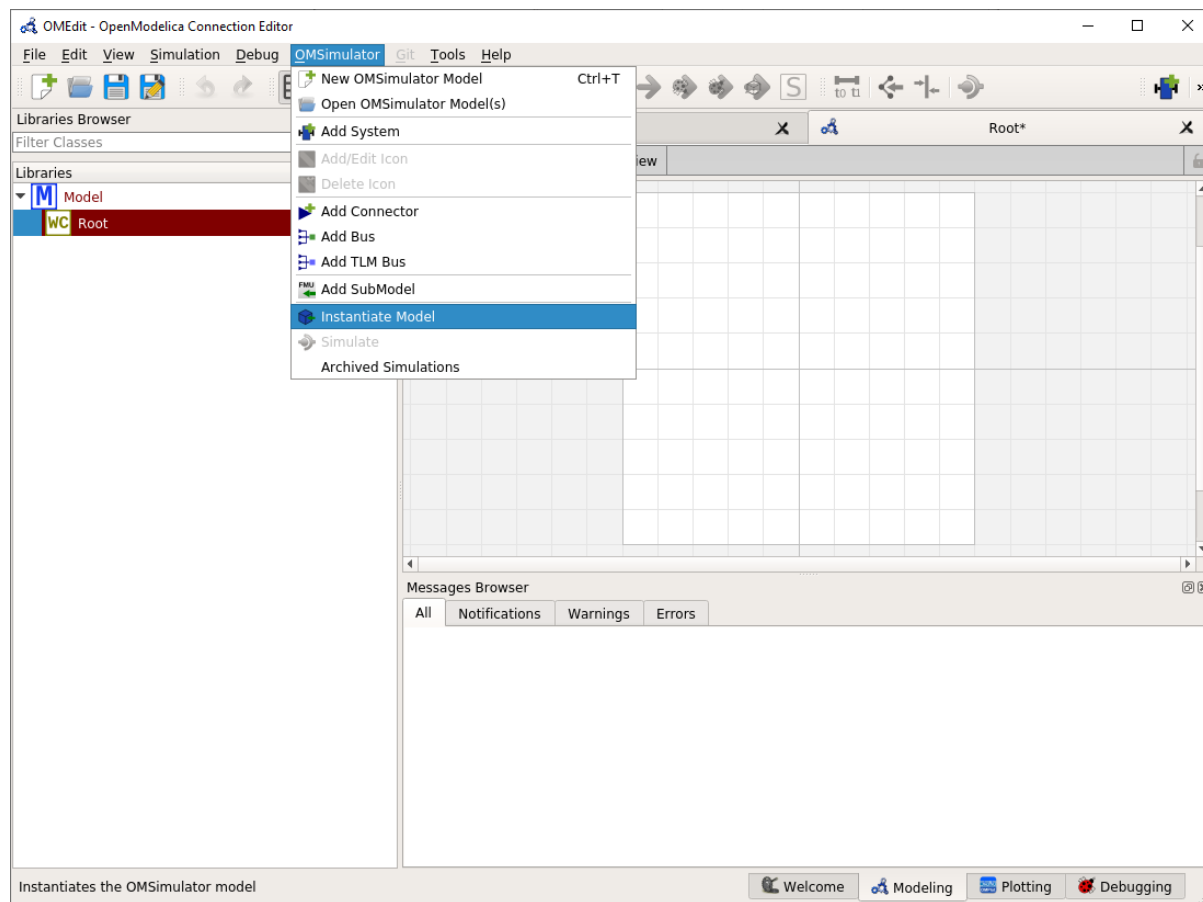 OMEdit - OpenModelica Connection Editor
File Edit View Simulation Debug OMSimulator Git Tools Help
S to t1
Libraries Browser
Filter Classes
Libraries
Model
WC Root
New OMSimulator Model Ctrl+T
Open OMSimulator Model(s)
Add System
Add/Edit Icon
Delete Icon
Add Connector
Add Bus
Add TLM Bus
FMU Add SubModel
Instantiate Model
Simulate
Archived Simulations
Root*
iew
Messages Browser
All Notifications Warnings Errors
Instantiates the OMSimulator model
Welcome Modeling Plotting Debugging